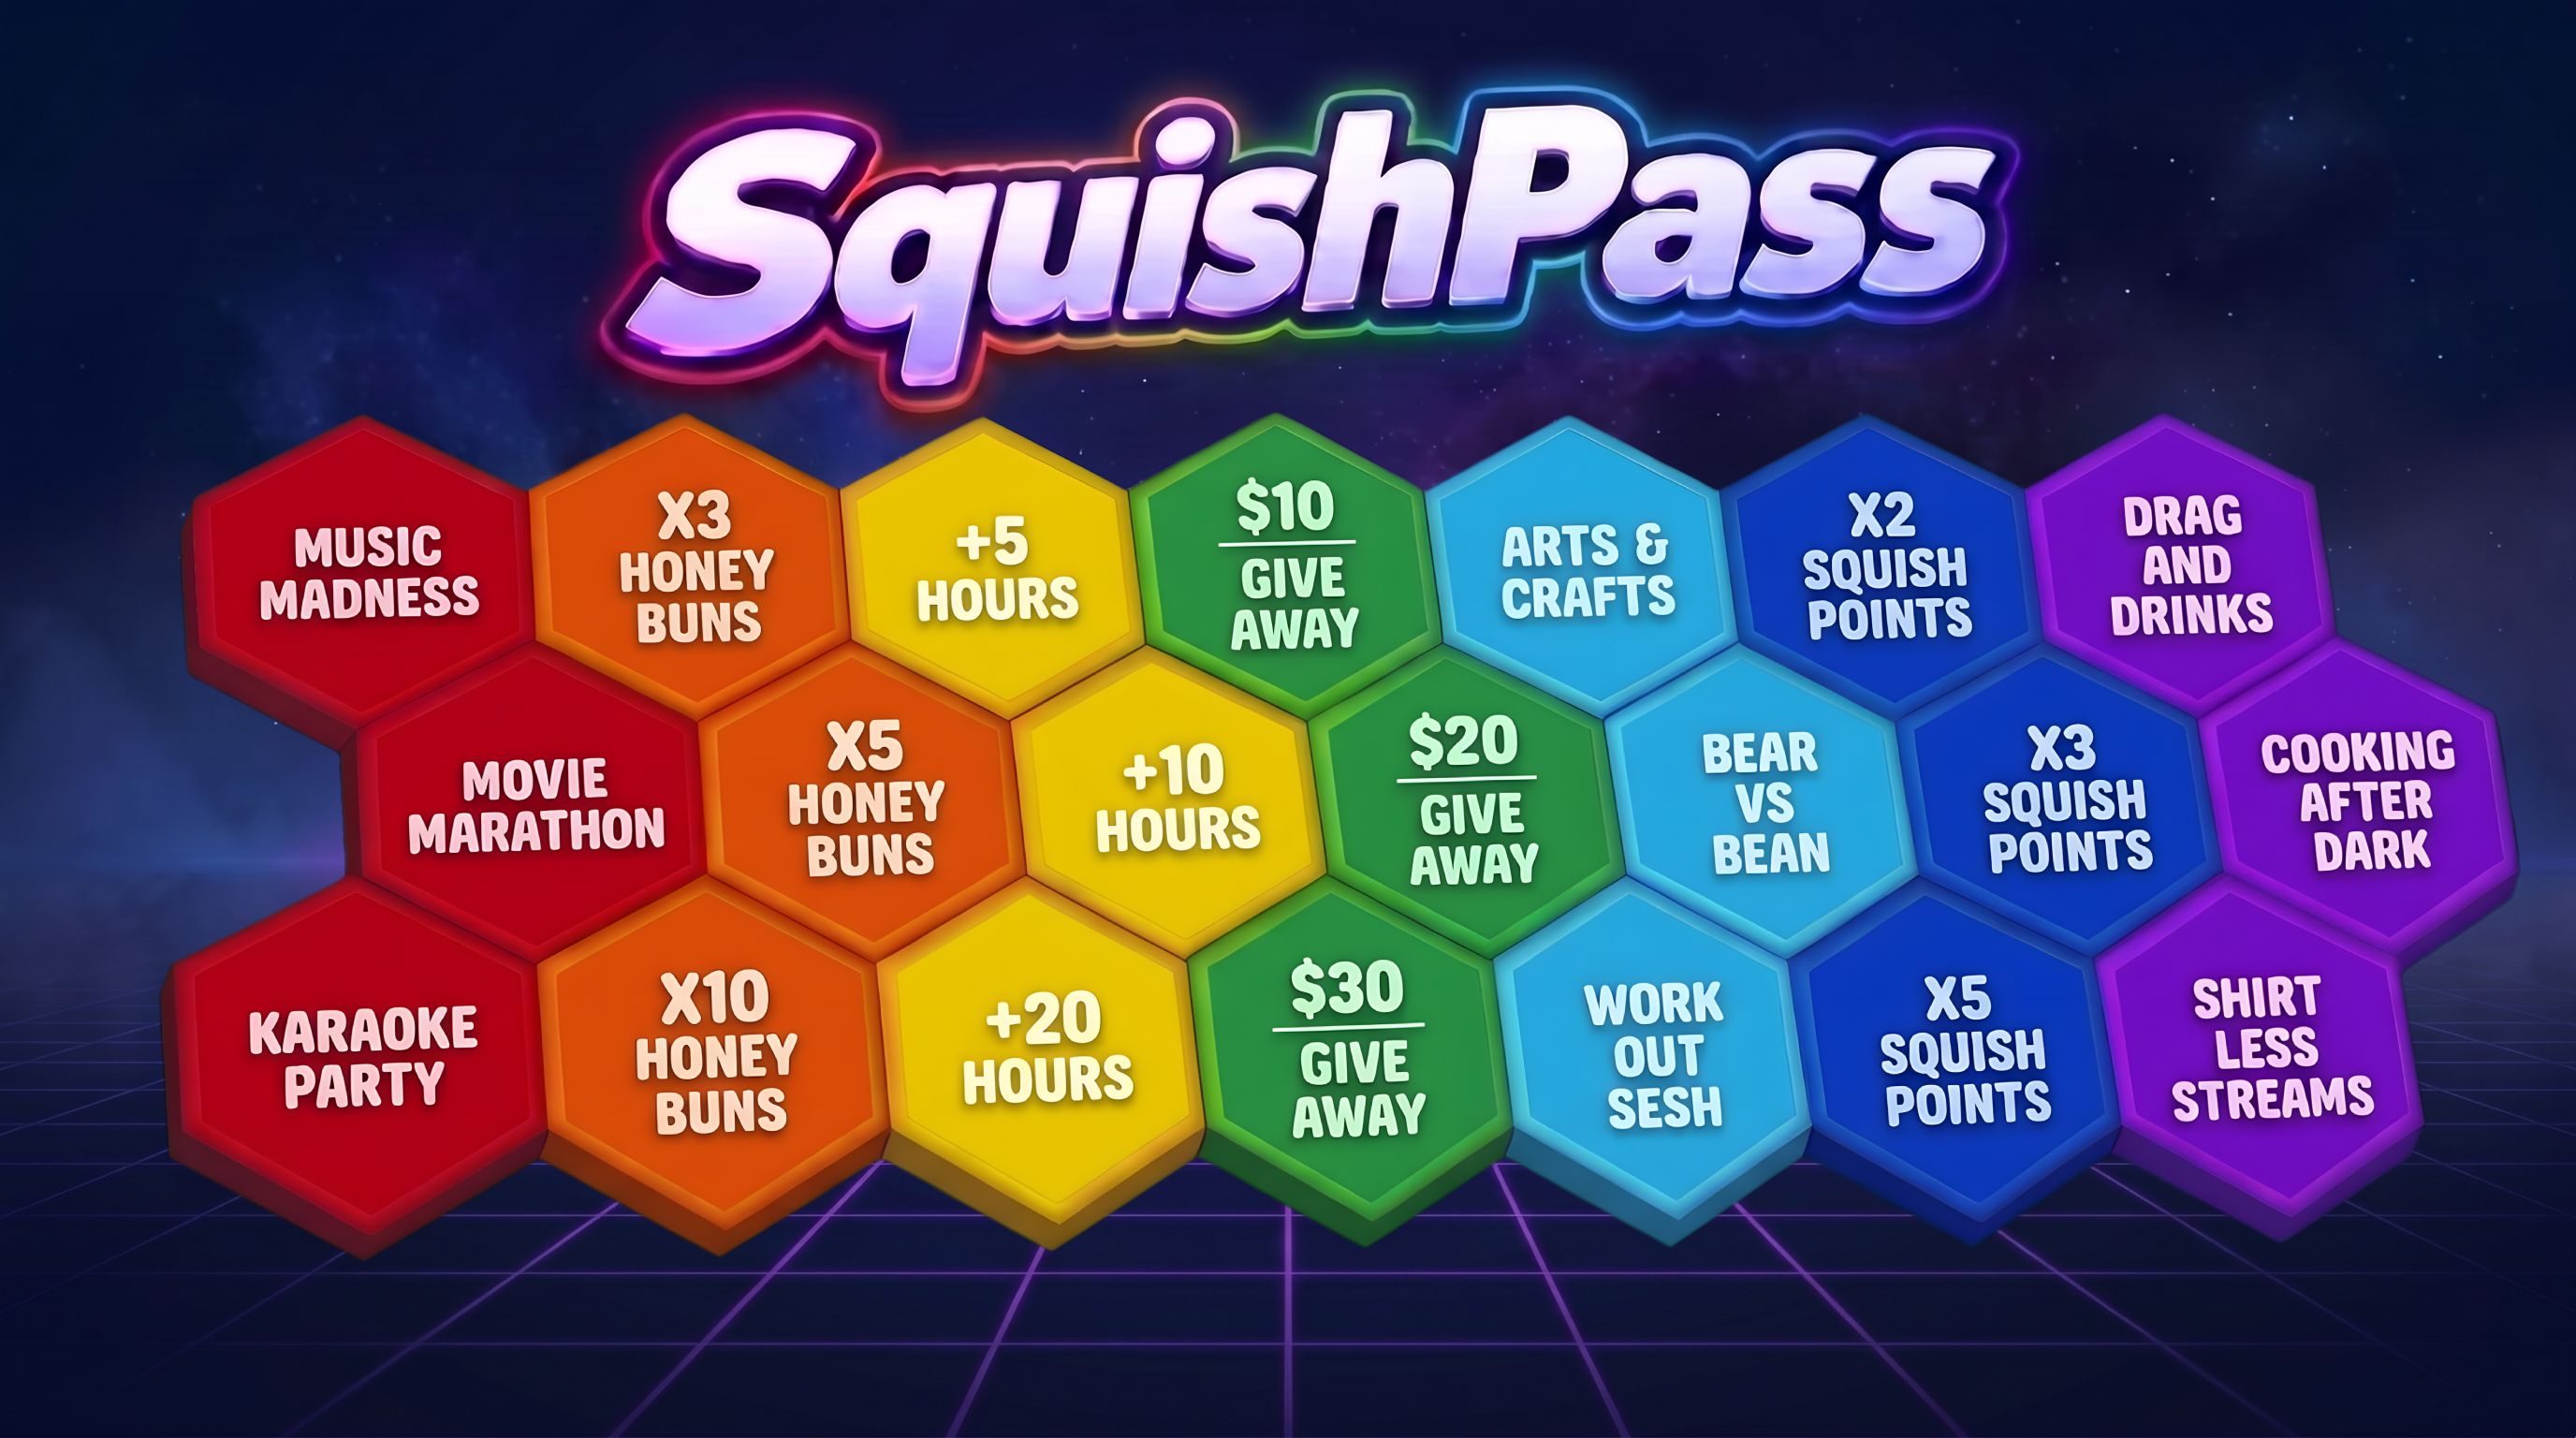 SquishPass
MUSIC
MADNESS
X3
HONEY
BUNS
+5
HOURS
$10
GIVE
AWAY
ARTS &
CRAFTS
X2
SQUISH
POINTS
DRAG
AND
DRINKS
MOVIE
MARATHON
X5
HONEY
BUNS
+10
HOURS
$20
GIVE
AWAY
BEAR
VS
BEAN
X3
SQUISH
POINTS
COOKING
AFTER
DARK
KARAOKE
PARTY
X10
HONEY
BUNS
+20
HOURS
$30
GIVE
AWAY
WORK
OUT
SESH
X5
SQUISH
POINTS
SHIRT
LESS
STREAMS